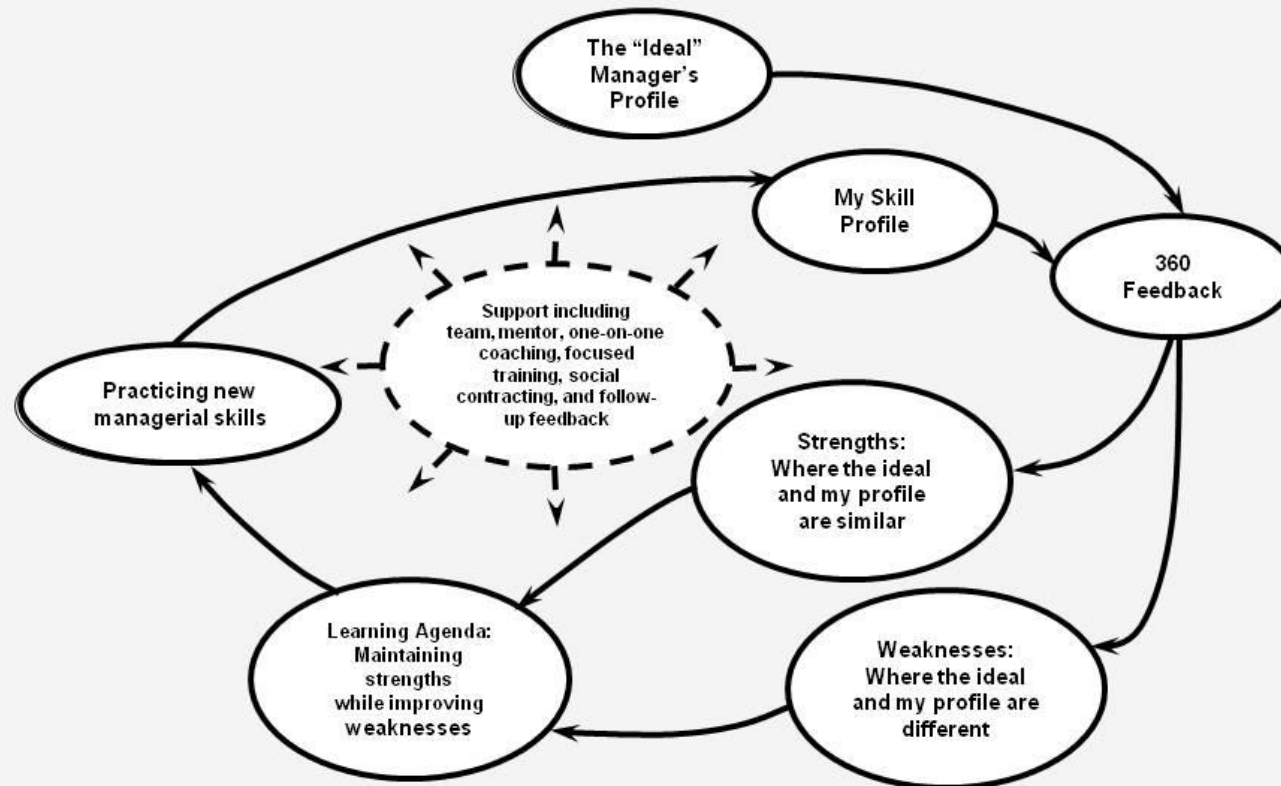 The “Ideal”
Manager’s
Profile
My Skill
Profile
360
Feedback
Support including
team, mentor, one-on-one
coaching, focused
training, social
contracting, and follow-
up feedback
Practicing new
managerial skills
Strengths:
Where the ideal
and my profile
are similar
Learning Agenda:
Maintaining
strengths
while improving
weaknesses
Weaknesses:
Where the ideal
and my profile are
different